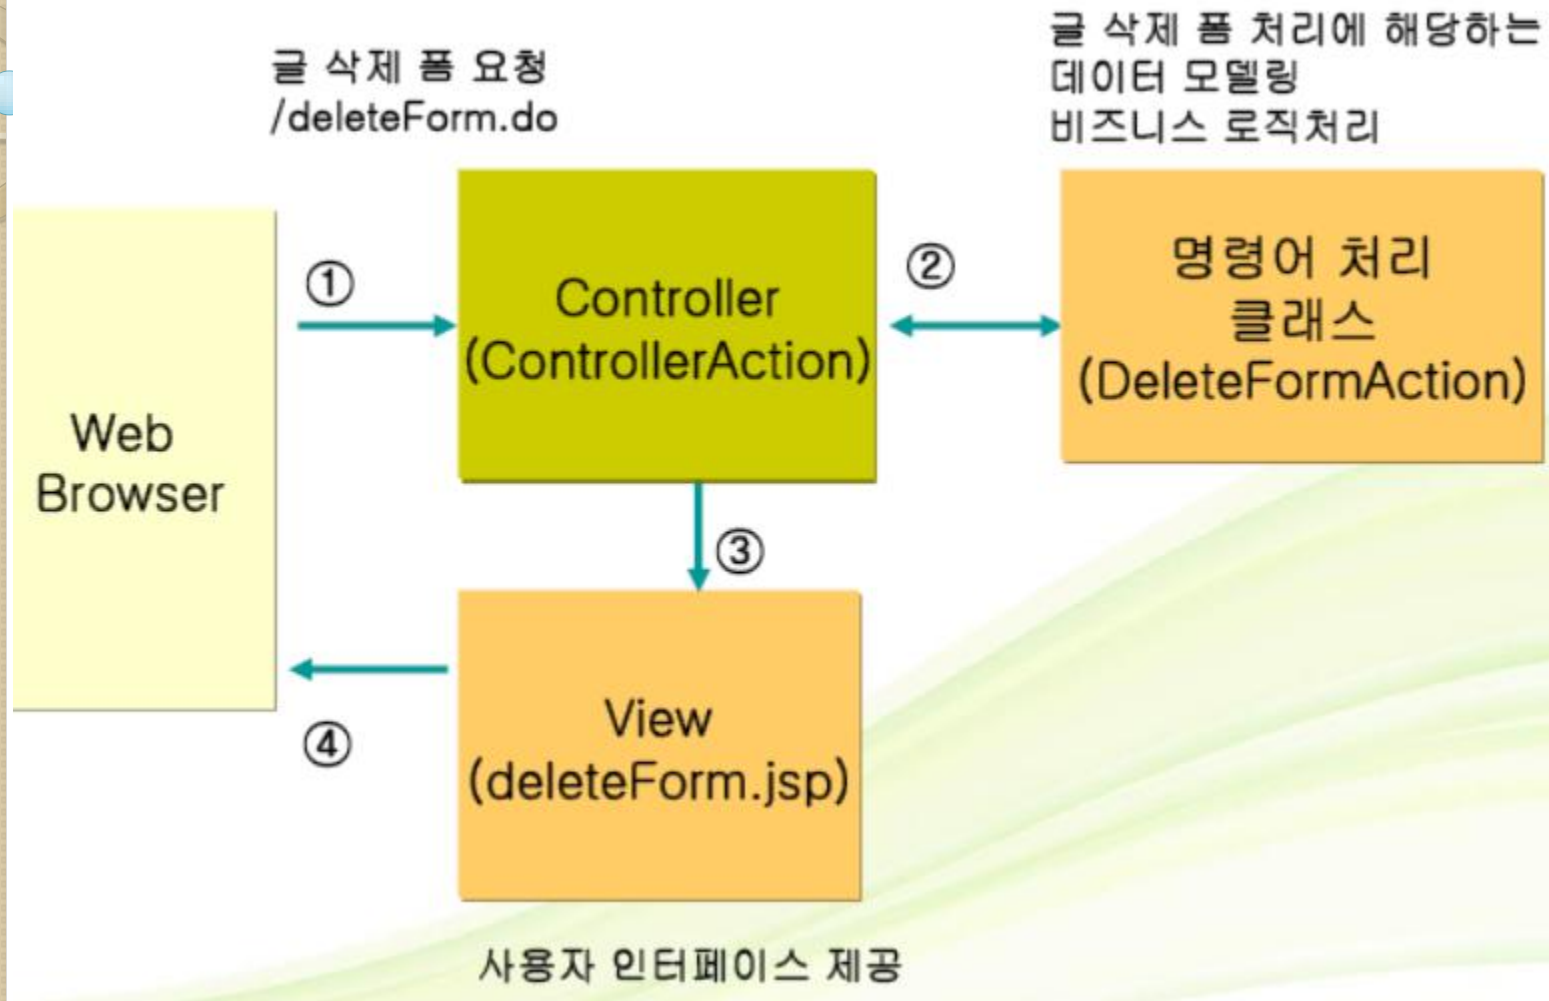 글 삭제 폼 요청
/deleteForm.do
글 삭제 폼 처리에 해당하는
데이터 모델링
비즈니스 로직처리
Web
Browser
①
Controller
(ControllerAction)
②
명령어 처리
클래스
(DeleteFormAction)
③
④
View
(deleteForm.jsp)
사용자 인터페이스 제공